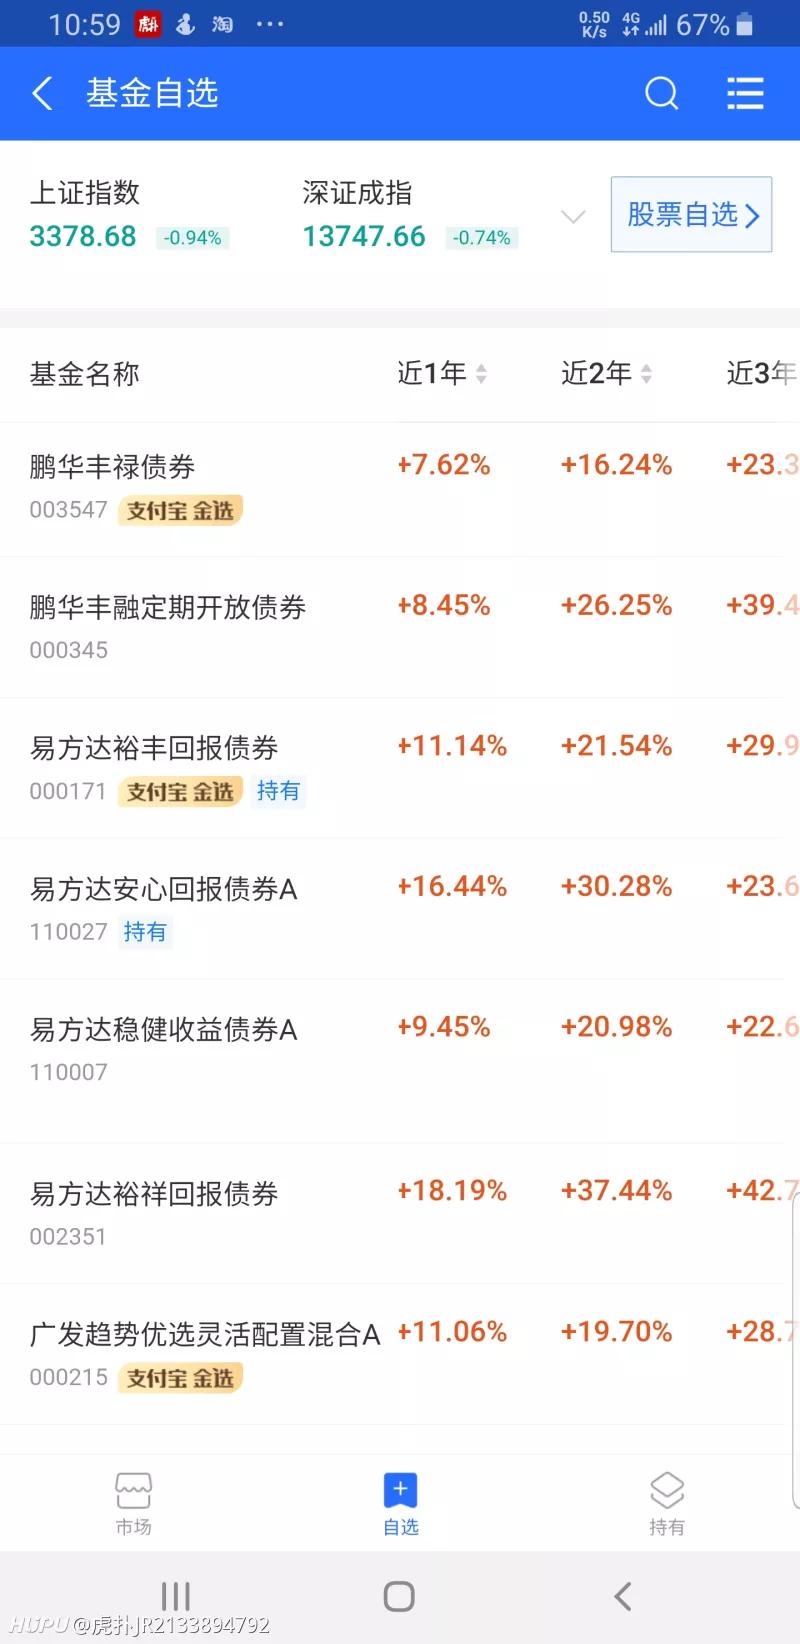 10:59 淘 ··· 0.50 K/s 4G 67%
基金自选
上证指数 深证成指
3378.68 -0.94% 13747.66 -0.74% 股票自选
基金名称 近1年 近2年 近3年
鹏华丰禄债券 +7.62% +16.24% +23.3
003547 支付宝 金选
鹏华丰融定期开放债券 +8.45% +26.25% +39.4
000345
易方达裕丰回报债券 +11.14% +21.54% +29.9
000171 支付宝 金选 持有
易方达安心回报债券A +16.44% +30.28% +23.6
110027 持有
易方达稳健收益债券A +9.45% +20.98% +22.6
110007
易方达裕祥回报债券 +18.19% +37.44% +42.7
002351
广发趋势优选灵活配置混合A +11.06% +19.70% +28.7
000215 支付宝 金选
市场 自选 持有
HUPU@虎扑JR2133894792